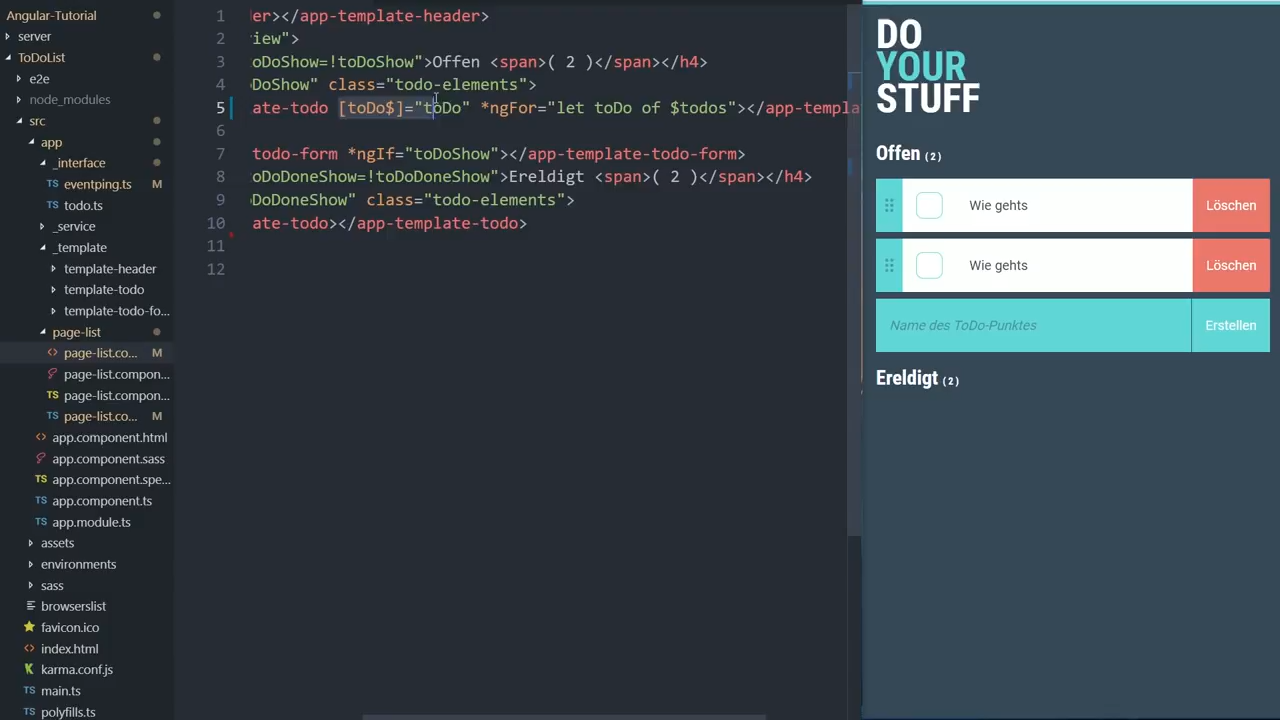 Angular-Tutorial
server
ToDoList
e2e
node_modules
src
app
_interface
eventping.ts M
todo.ts
_service
_template
template-header
template-todo
template-todo-fo...
page-list
page-list.co... M
page-list.compon...
TS page-list.compon...
TS page-list.co... M
app.component.html
app.component.sass
TS app.component.spe...
TS app.component.ts
TS app.module.ts
assets
environments
sass
browserslist
favicon.ico
index.html
karma.conf.js
TS main.ts
TS polyfills.ts
1 er></app-template-header>
2 iew">
3 oDoShow=!toDoShow">Offen <span>( 2 )</span></h4>
4 DoShow" class="todo-elements">
5 ate-todo [toDo$]="toDo" *ngFor="let toDo of $todos"></app-templa
6
7 todo-form *ngIf="toDoShow"></app-template-todo-form>
8 oDoDoneShow=!toDoDoneShow">Ereldigt <span>( 2 )</span></h4>
9 DoDoneShow" class="todo-elements">
10 ate-todo></app-template-todo>
11
12
DO
YOUR
STUFF
Offen (2)
Wie gehts Löschen
Wie gehts Löschen
Name des ToDo-Punktes Erstellen
Ereldigt (2)